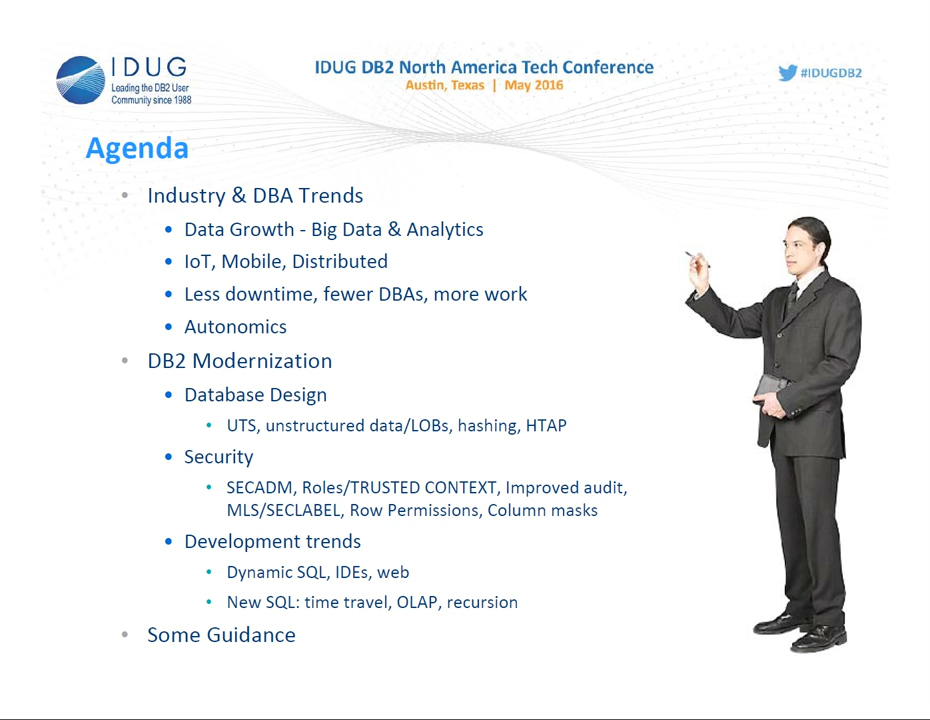 IDUG
Leading the DB2 User
Community since 1988
IDUG DB2 North America Tech Conference
Austin, Texas | May 2016
#IDUGDB2
Agenda
• Industry & DBA Trends
• Data Growth - Big Data & Analytics
• IoT, Mobile, Distributed
• Less downtime, fewer DBAs, more work
• Autonomics
• DB2 Modernization
• Database Design
• UTS, unstructured data/LOBs, hashing, HTAP
• Security
• SECADM, Roles/TRUSTED CONTEXT, Improved audit,
MLS/SECLABEL, Row Permissions, Column masks
• Development trends
• Dynamic SQL, IDEs, web
• New SQL: time travel, OLAP, recursion
• Some Guidance